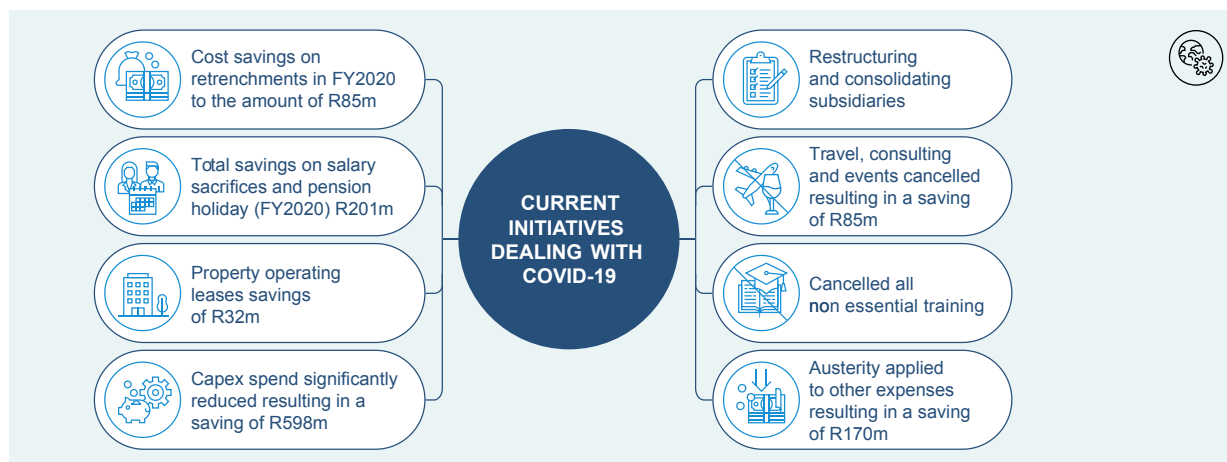 Cost savings on
retrenchments in FY2020
to the amount of R85m
Total savings on salary
sacrifices and pension
holiday (FY2020) R201m
Property operating
leases savings
of R32m
Capex spend significantly
reduced resulting in a
saving of R598m
CURRENT
INITIATIVES
DEALING WITH
COVID-19
Restructuring
and consolidating
subsidiaries
Travel, consulting
and events cancelled
resulting in a saving
of R85m
Cancelled all
non essential training
Austerity applied
to other expenses
resulting in a saving
of R170m